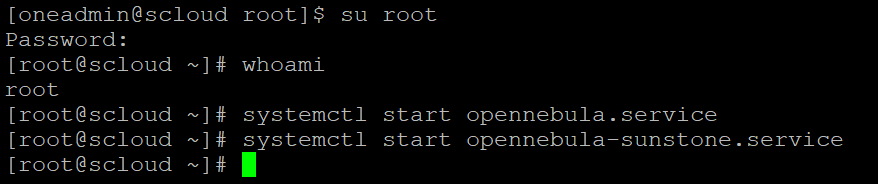 [oneadmin@scloud root]$ su root
Password:
[root@scloud ~]# whoami
root
[root@scloud ~]# systemctl start opennebula.service
[root@scloud ~]# systemctl start opennebula-sunstone.service
[root@scloud ~]#